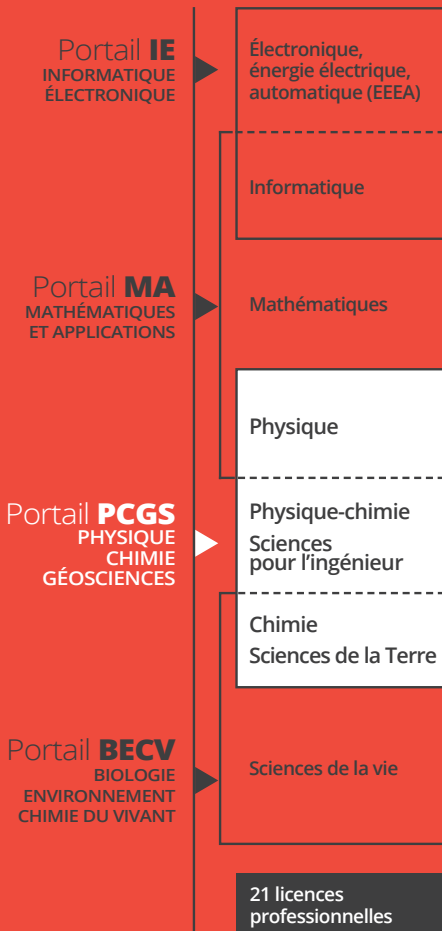 Portail IE
INFORMATIQUE
ÉLECTRONIQUE
Électronique,
énergie électrique,
automatique (EEEA)
Informatique
Portail MA
MATHÉMATIQUES
ET APPLICATIONS
Mathématiques
Physique
Portail PCGS
PHYSIQUE
CHIMIE
GÉOSCIENCES
Physique-chimie
Sciences
pour l'ingénieur
Chimie
Sciences de la Terre
Portail BECV
BIOLOGIE
ENVIRONNEMENT
CHIMIE DU VIVANT
Sciences de la vie
21 licences
professionnelles